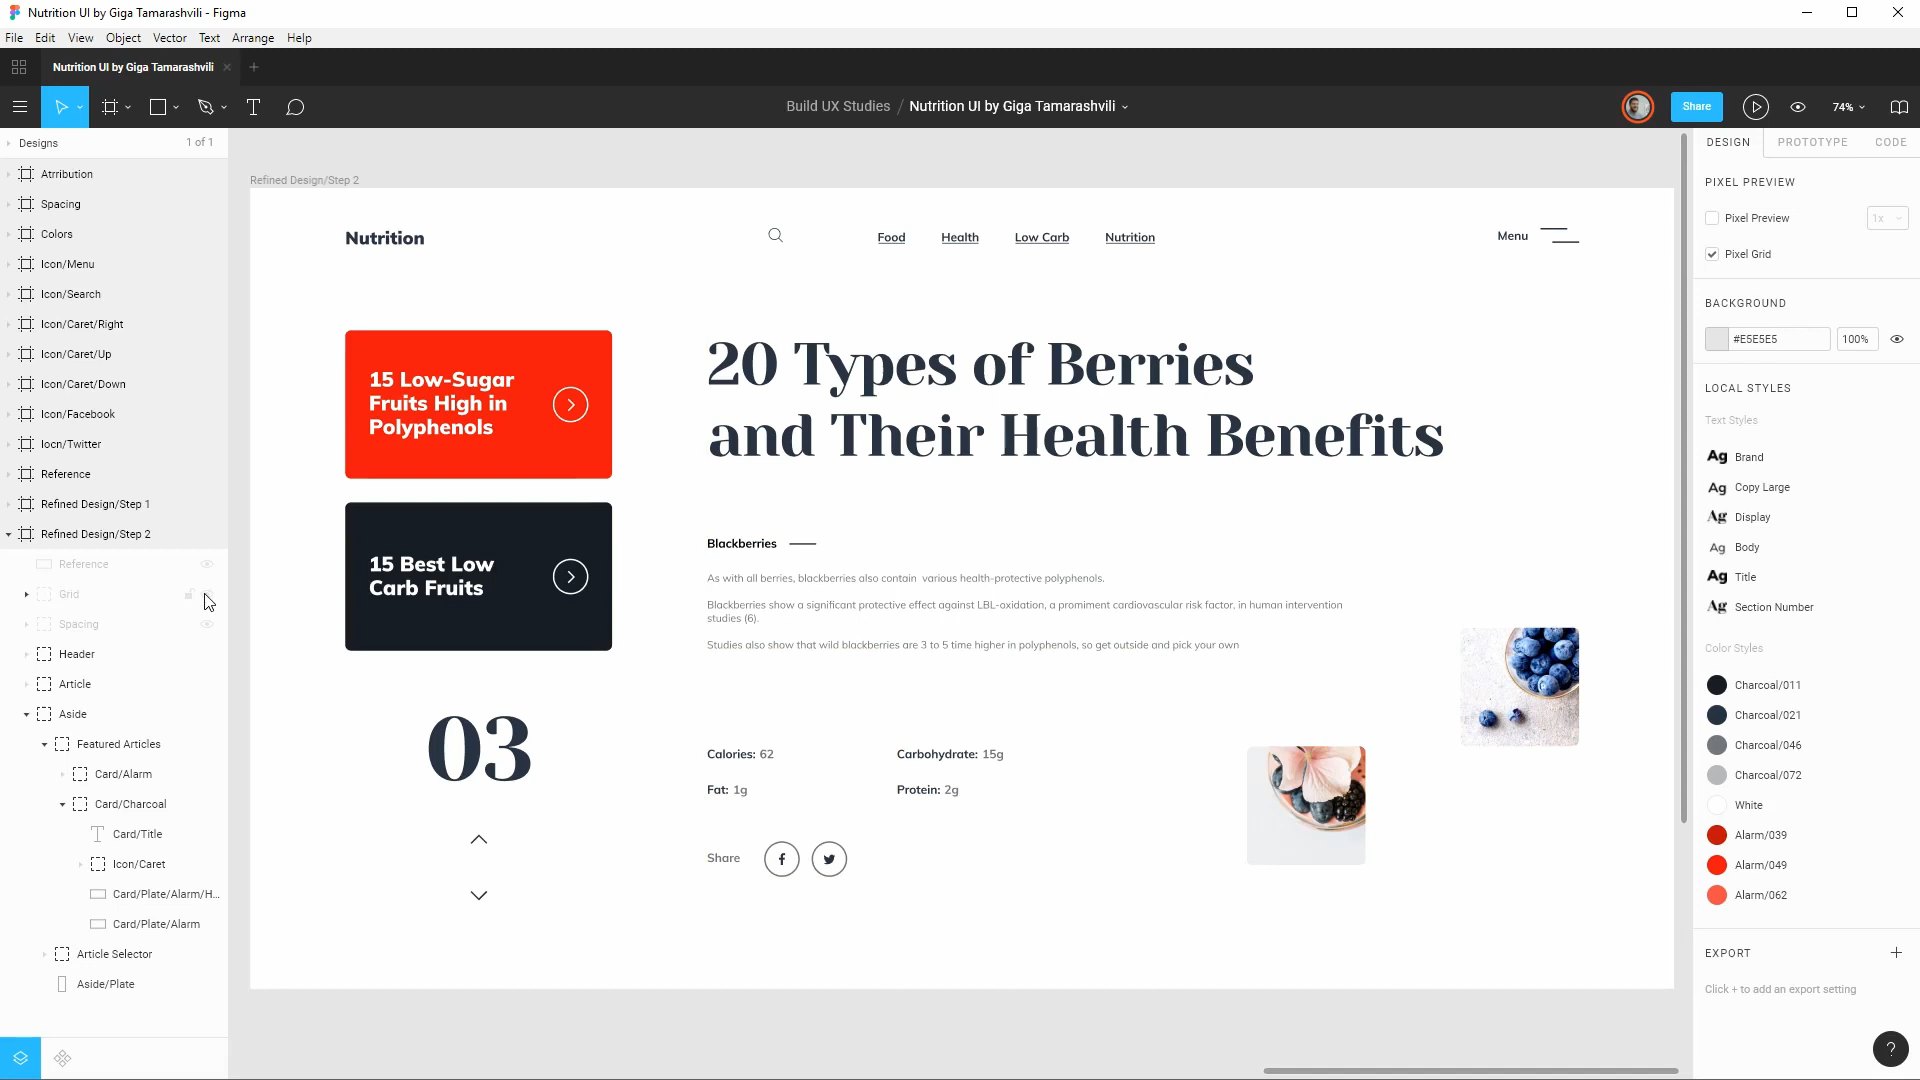 Nutrition UI by Giga Tamarashvili - Figma
File Edit View Object Vector Text Arrange Help
Nutrition UI by Giga Tamarashvili
Build UX Studies / Nutrition UI by Giga Tamarashvili
Share
74%
Designs
1 of 1
Atrribution
Spacing
Colors
Icon/Menu
Icon/Search
Icon/Caret/Right
Icon/Caret/Up
Icon/Caret/Down
Icon/Facebook
Iocn/Twitter
Reference
Refined Design/Step 1
Refined Design/Step 2
Reference
Grid
Spacing
Header
Article
Aside
Featured Articles
Card/Alarm
Card/Charcoal
Card/Title
Icon/Caret
Card/Plate/Alarm/H...
Card/Plate/Alarm
Article Selector
Aside/Plate
Refined Design/Step 2
Nutrition
Food
Health
Low Carb
Nutrition
Menu
15 Low-Sugar
Fruits High in
Polyphenols
15 Best Low
Carb Fruits
03
20 Types of Berries
and Their Health Benefits
Blackberries
As with all berries, blackberries also contain  various health-protective polyphenols.
Blackberries show a significant protective effect against LBL-oxidation, a promiment cardiovascular risk factor, in human intervention
studies (6).
Studies also show that wild blackberries are 3 to 5 time higher in polyphenols, so get outside and pick your own
Calories: 62
Carbohydrate: 15g
Fat: 1g
Protein: 2g
Share
DESIGN
PROTOTYPE
CODE
PIXEL PREVIEW
Pixel Preview
1x
Pixel Grid
BACKGROUND
#E5E5E5
100%
LOCAL STYLES
Text Styles
Ag Brand
Ag Copy Large
Ag Display
Ag Body
Ag Title
Ag Section Number
Color Styles
Charcoal/011
Charcoal/021
Charcoal/046
Charcoal/072
White
Alarm/039
Alarm/049
Alarm/062
EXPORT
Click + to add an export setting
?